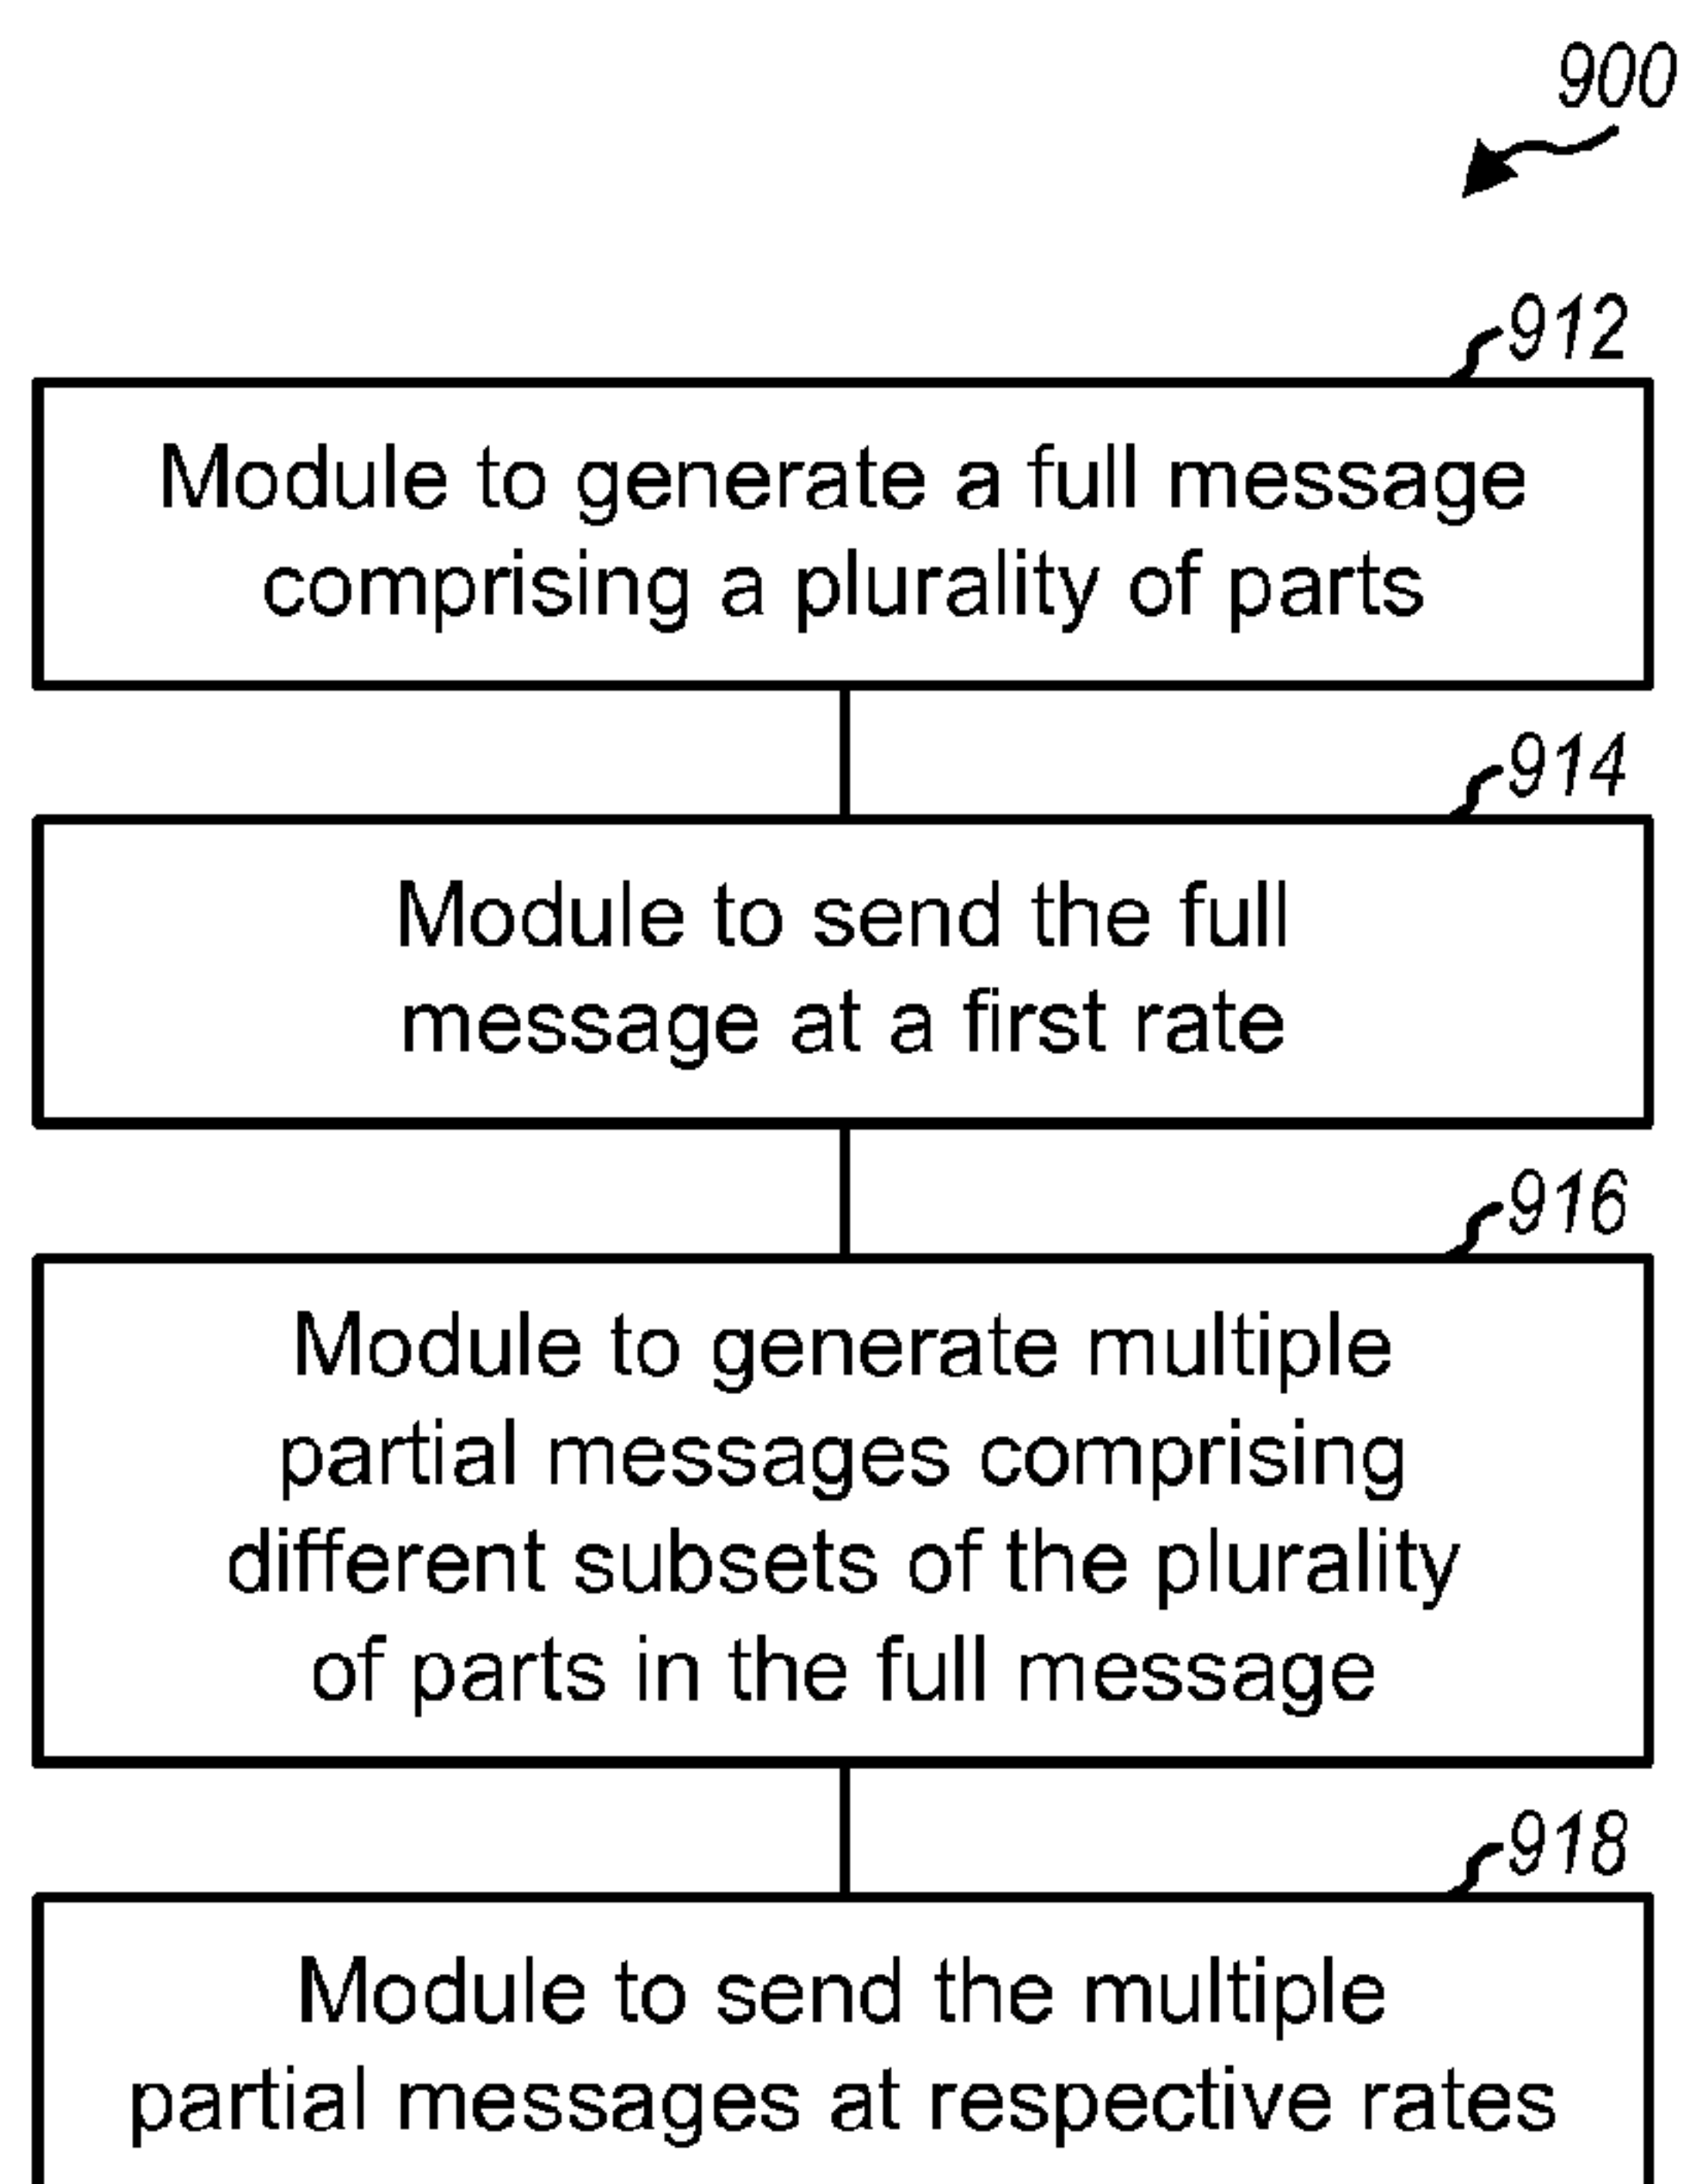 900
912
Module to generate a full message
comprising a plurality of parts
914
Module to send the full
message at a first rate
916
Module to generate multiple
partial messages comprising
different subsets of the plurality
of parts in the full message
918
Module to send the multiple
partial messages at respective rates